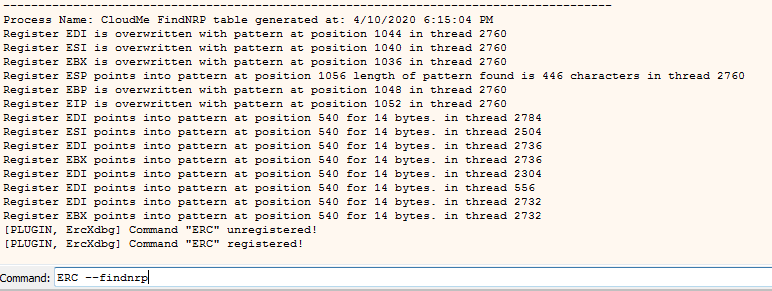 ----------------------------------------------------------------------------------------
Process Name: CloudMe FindNRP table generated at: 4/10/2020 6:15:04 PM
Register EDI is overwritten with pattern at position 1044 in thread 2760
Register ESI is overwritten with pattern at position 1040 in thread 2760
Register EBX is overwritten with pattern at position 1036 in thread 2760
Register ESP points into pattern at position 1056 length of pattern found is 446 characters in thread 2760
Register EBP is overwritten with pattern at position 1048 in thread 2760
Register EIP is overwritten with pattern at position 1052 in thread 2760
Register EDI points into pattern at position 540 for 14 bytes. in thread 2784
Register ESI points into pattern at position 540 for 14 bytes. in thread 2504
Register EDI points into pattern at position 540 for 14 bytes. in thread 2736
Register EBX points into pattern at position 540 for 14 bytes. in thread 2736
Register EDI points into pattern at position 540 for 14 bytes. in thread 2304
Register EDI points into pattern at position 540 for 14 bytes. in thread 556
Register EDI points into pattern at position 540 for 14 bytes. in thread 2732
Register EBX points into pattern at position 540 for 14 bytes. in thread 2732
[PLUGIN, ErcXdbg] Command "ERC" unregistered!
[PLUGIN, ErcXdbg] Command "ERC" registered!
Command: ERC --findnrp